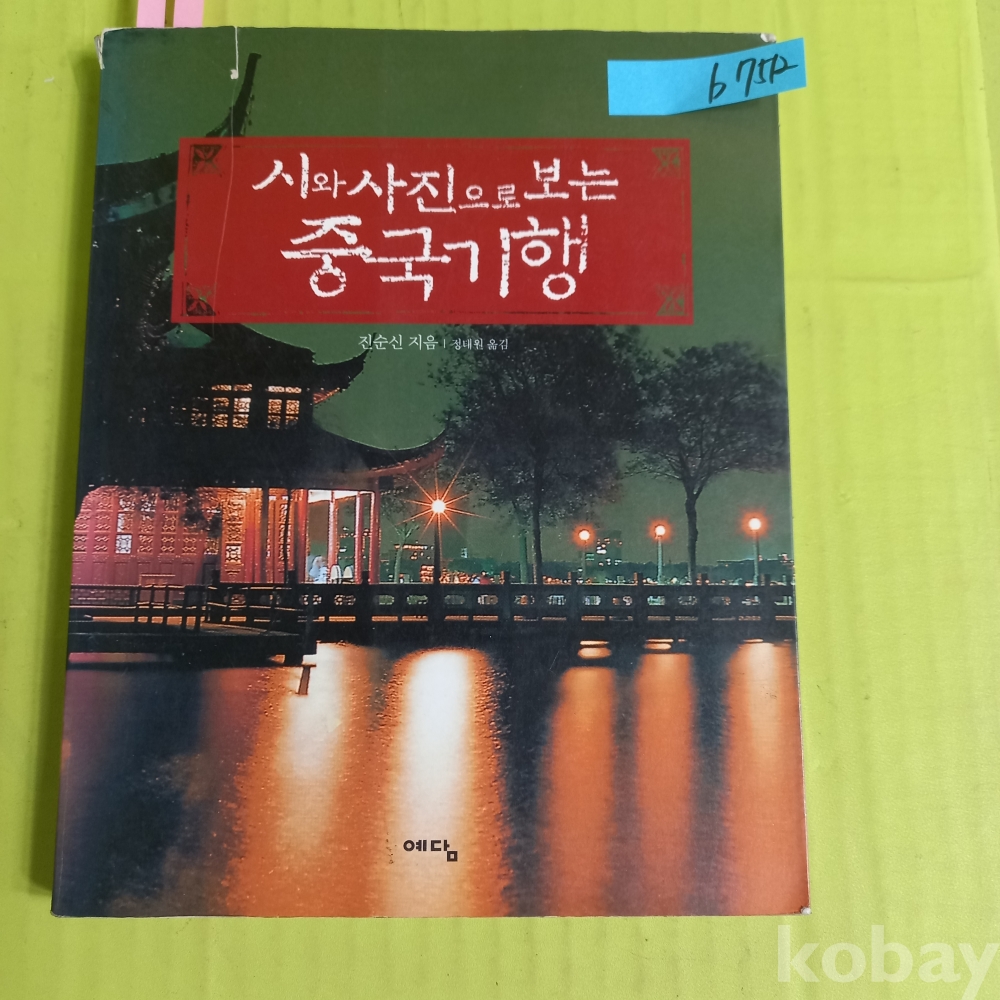 b 7572
시와 사진으로 보는
중국기행
진순신 지음 | 정태원 옮김
예담
kobay